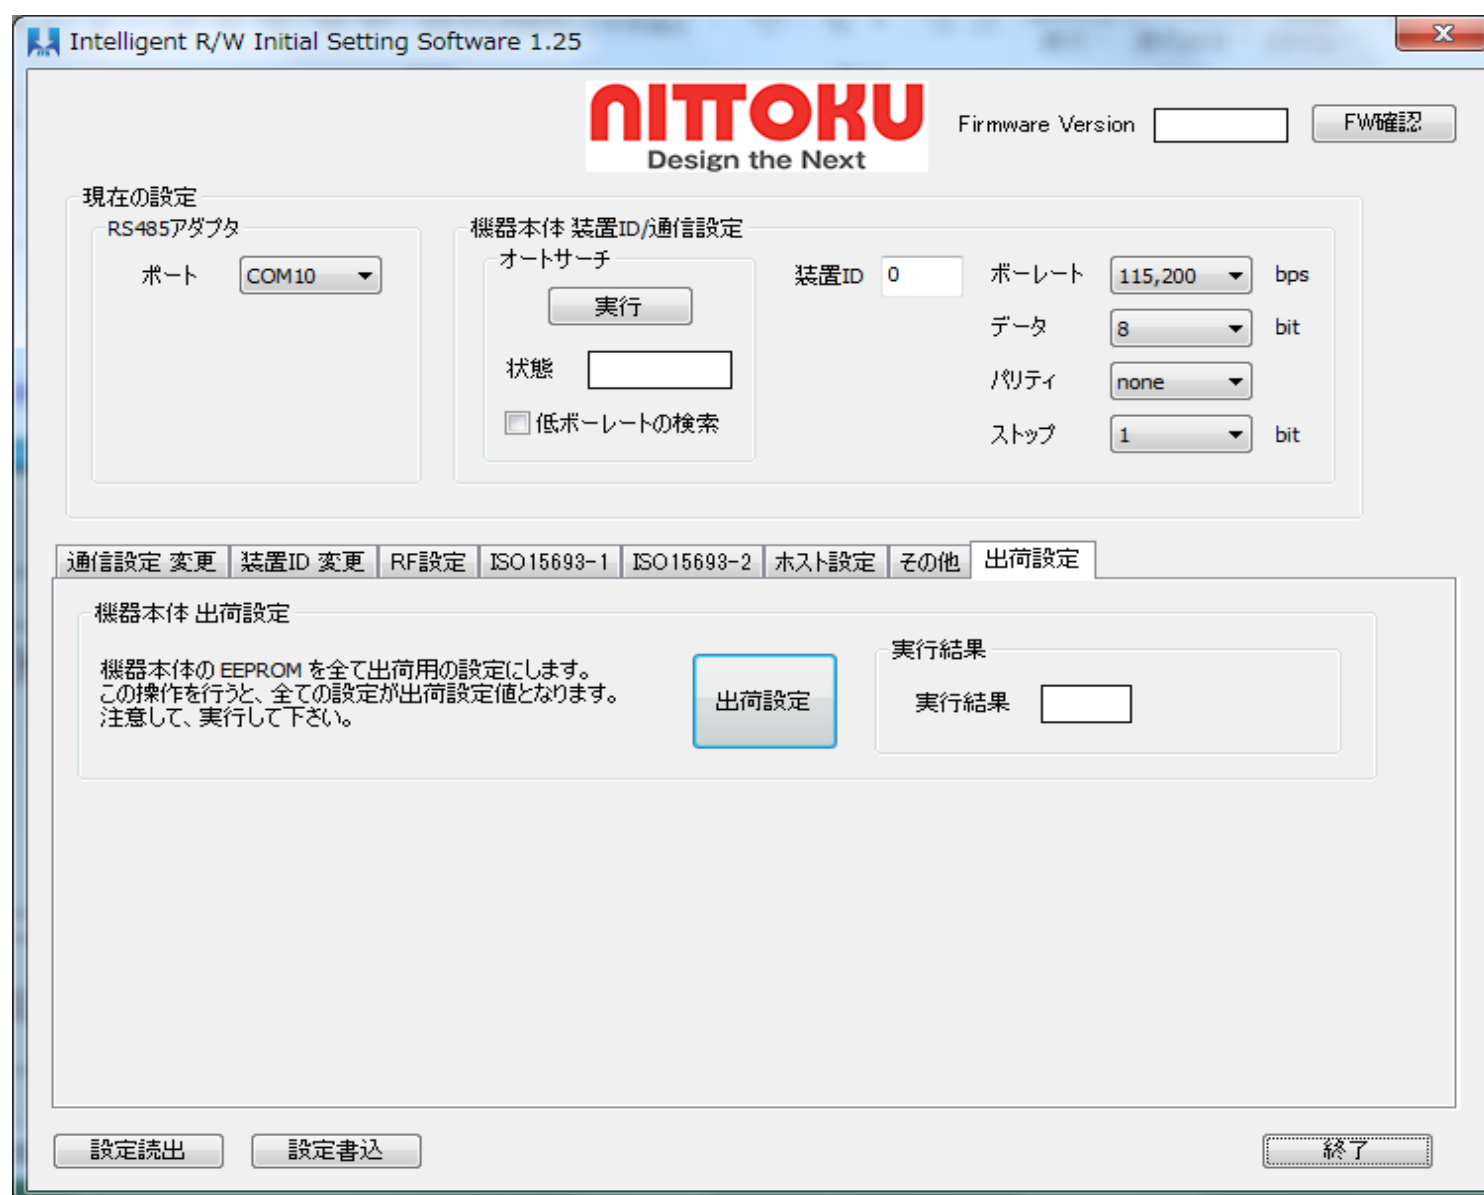 Intelligent R/W Initial Setting Software 1.25
NITTOKU
Design the Next
Firmware Version
FW確認
現在の設定
RS485アダプタ
ポート
COM10
機器本体 装置ID/通信設定
オートサーチ
実行
状態
低ボーレートの検索
装置ID
0
ボーレート
115,200
bps
データ
8
bit
パリティ
none
ストップ
1
bit
通信設定 変更
装置ID 変更
RF設定
ISO15693-1
ISO15693-2
ホスト設定
その他
出荷設定
機器本体 出荷設定
機器本体の EEPROM を全て出荷用の設定にします。
この操作を行うと、全ての設定が出荷設定値となります。
注意して、実行して下さい。
出荷設定
実行結果
実行結果
設定読出
設定書込
終了